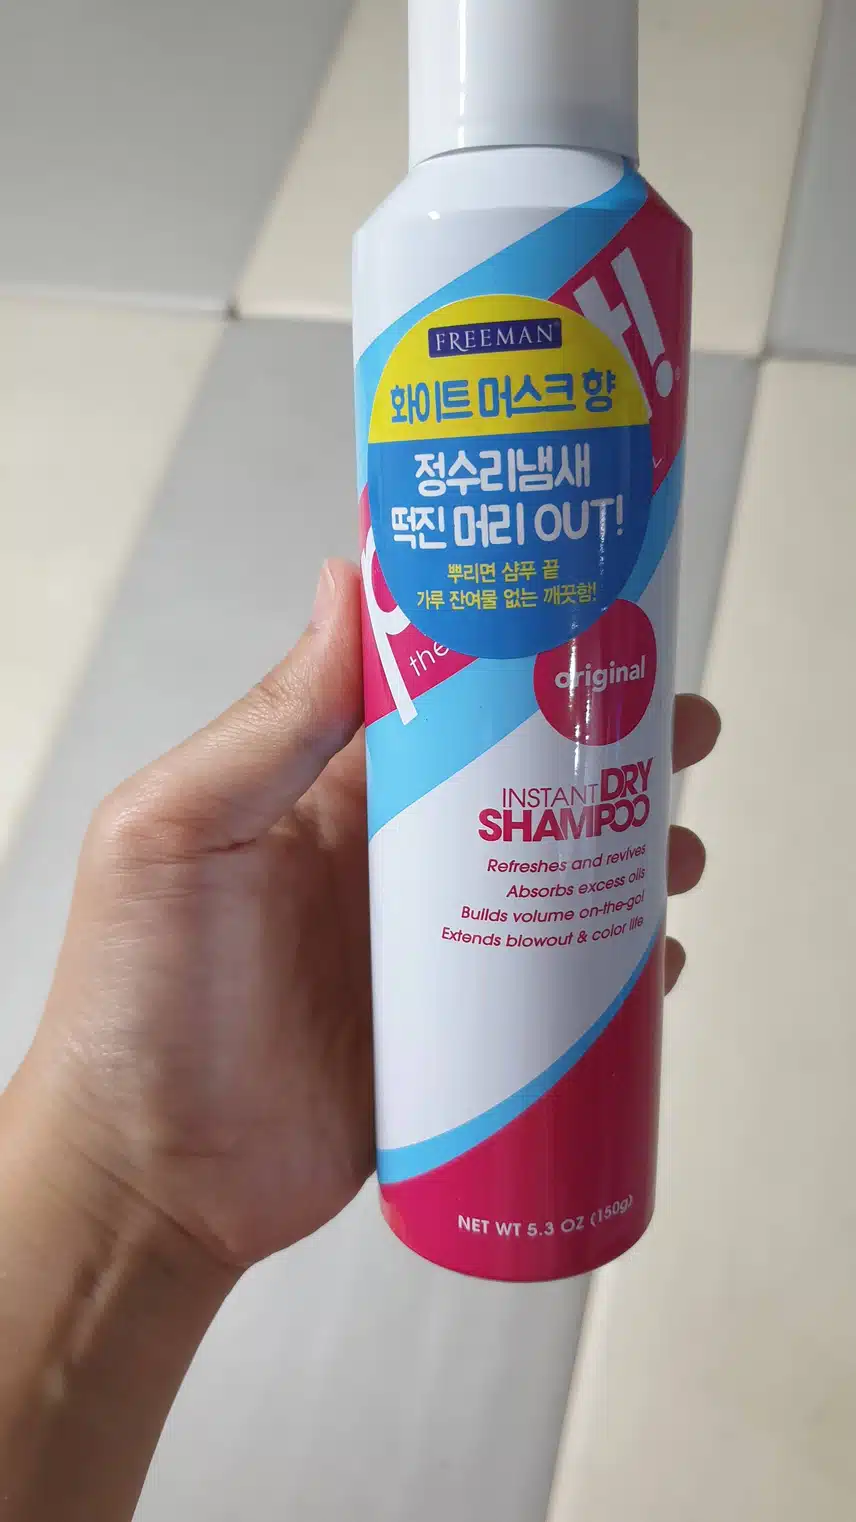 FREEMAN
화이트 머스크 향
정수리냄새
떡진 머리 OUT!
뿌리면 샴푸 끝
가루 잔여물 없는 깨끗함!
H!
p
the
original
INSTANT DRY
SHAMPOO
Refreshes and revives
Absorbs excess oils
Builds volume on-the-go!
Extends blowout & color life
NET WT 5.3 OZ (150g)